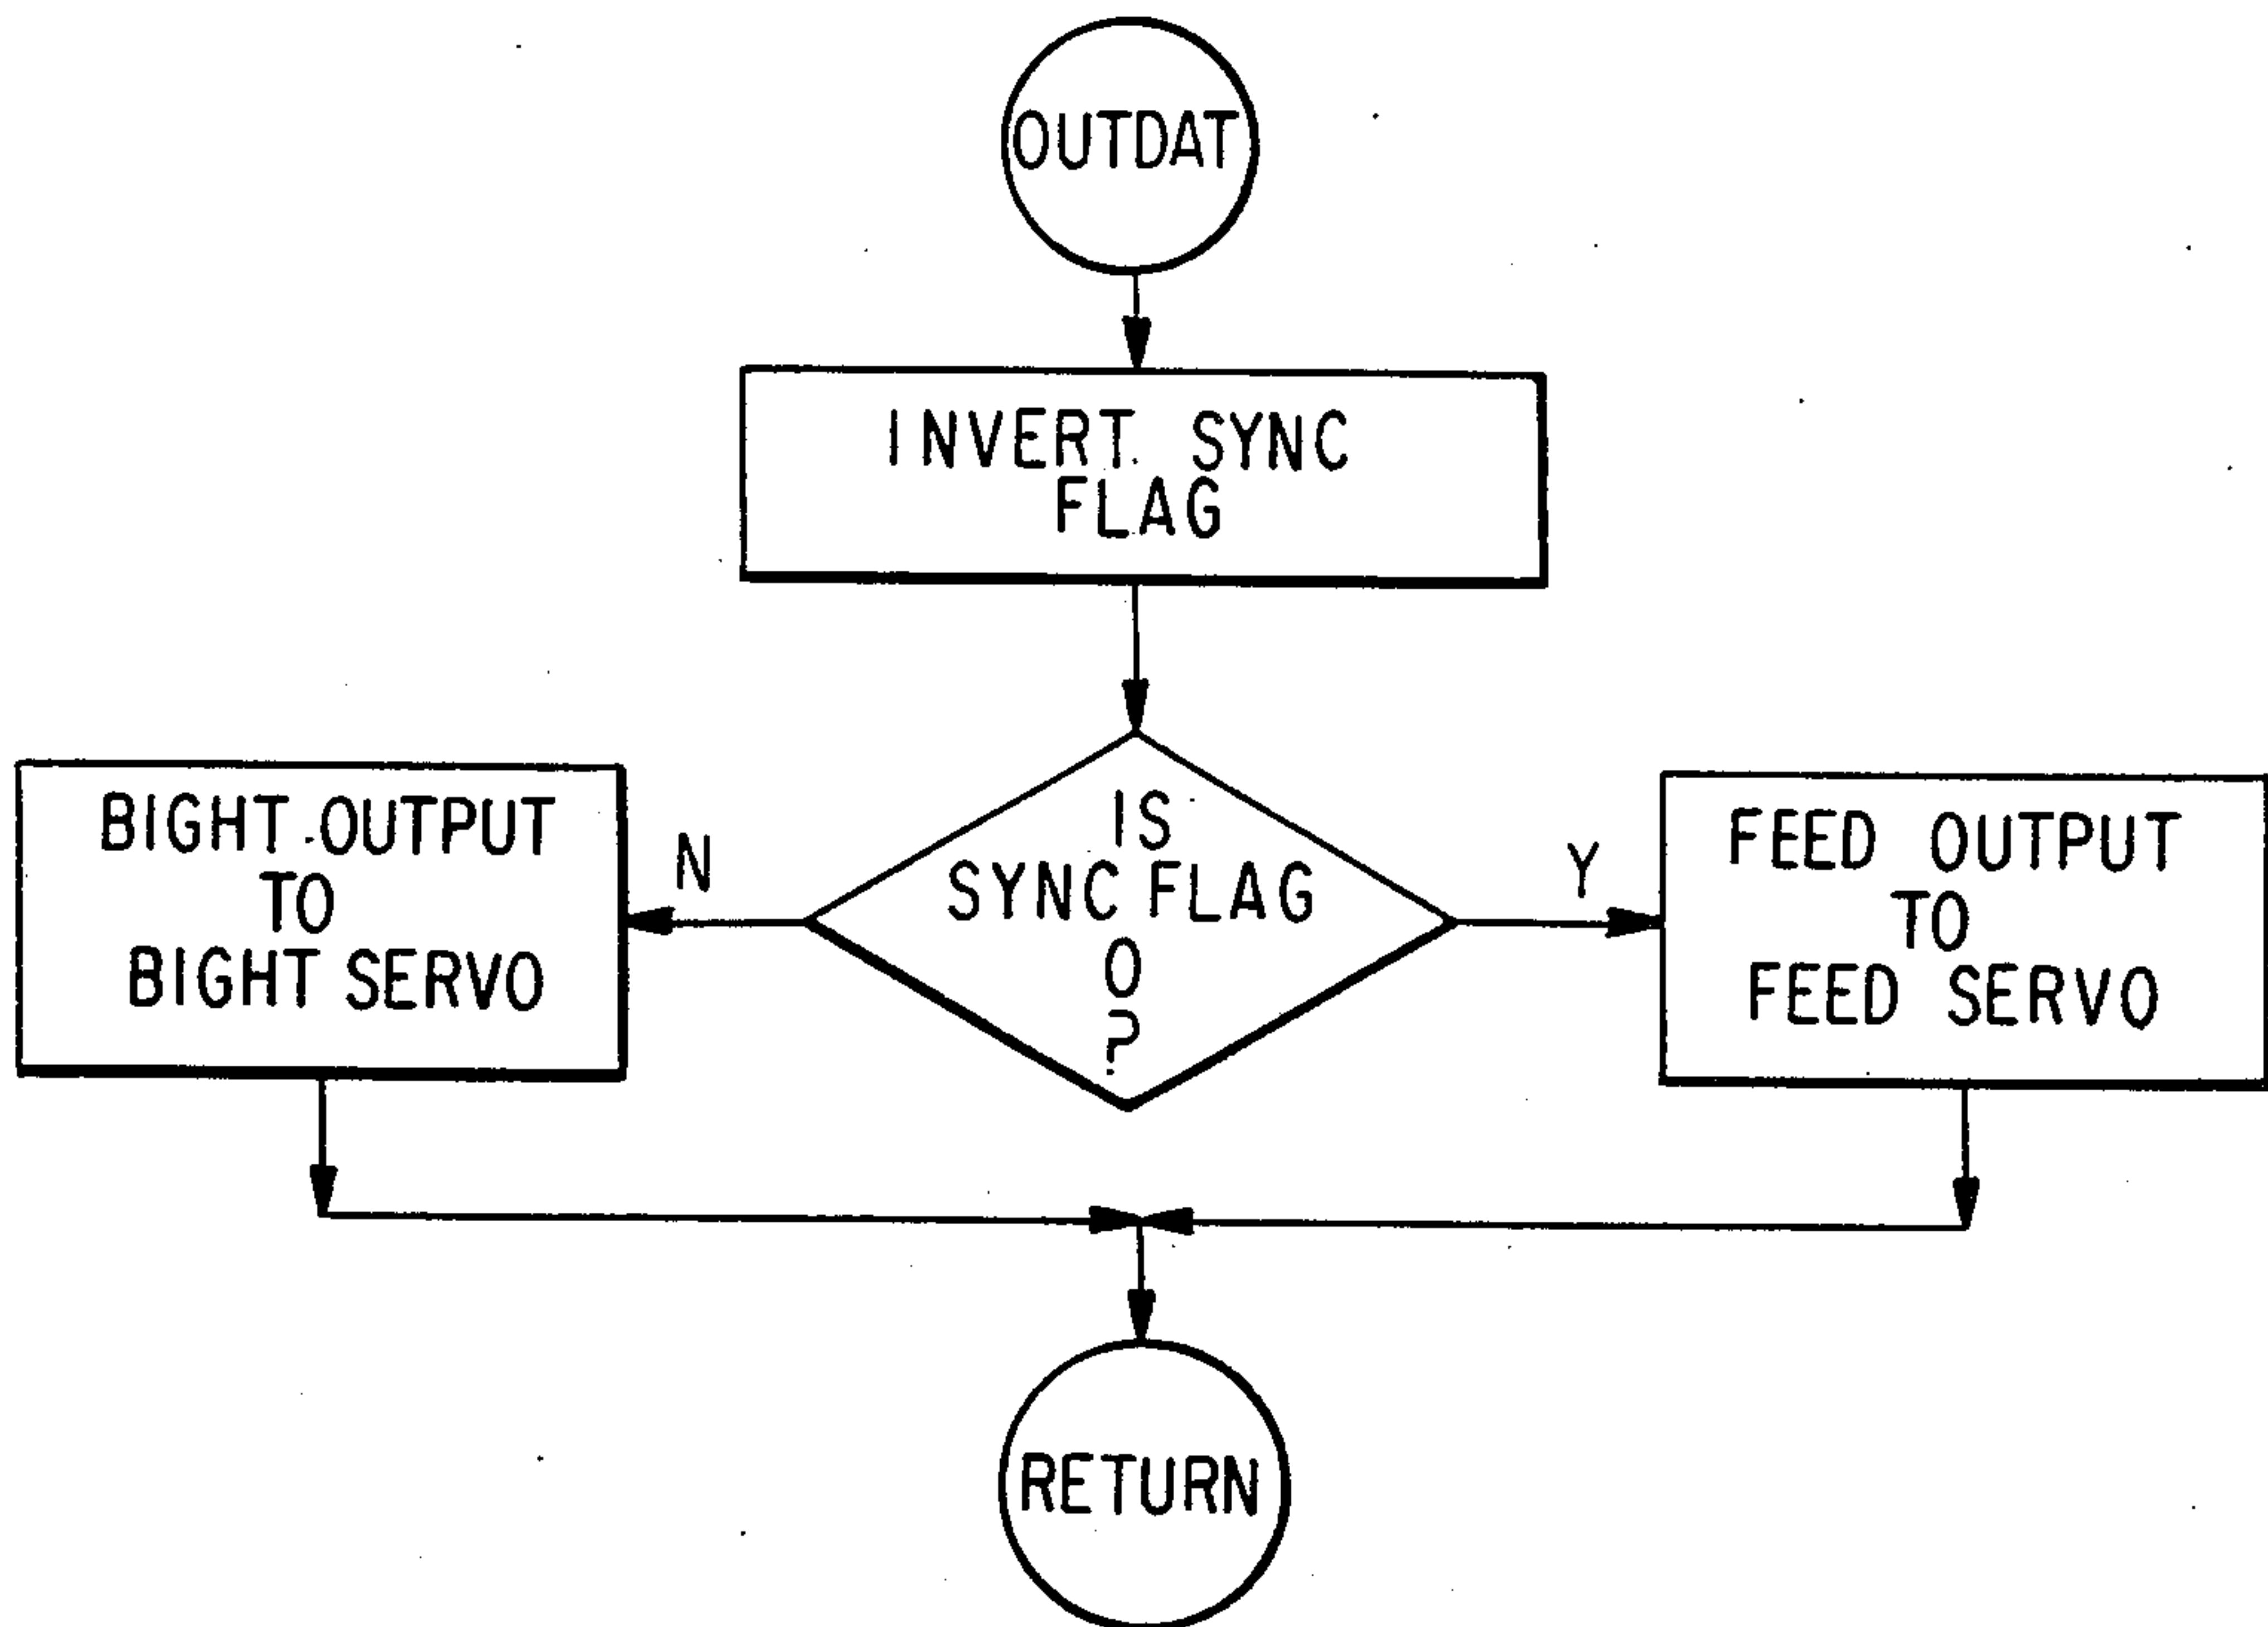 OUTDAT
INVERT SYNC
FLAG
BIGHT OUTPUT
TO
BIGHT SERVO
N
IS
SYNC FLAG
0
?
Y
FEED OUTPUT
TO
FEED SERVO
RETURN